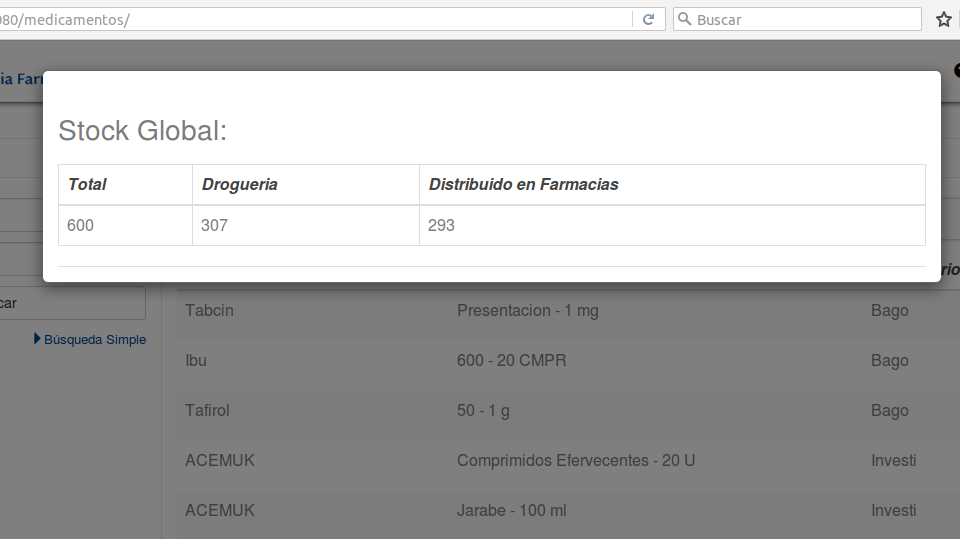 080/medicamentos/
Buscar
ia Farm
Stock Global:
Total Drogueria Distribuido en Farmacias
600 307 293
rio
car
Tabcin Presentacion - 1 mg Bago
Búsqueda Simple
Ibu 600 - 20 CMPR Bago
Tafirol 50 - 1 g Bago
ACEMUK Comprimidos Efervecentes - 20 U Investi
ACEMUK Jarabe - 100 ml Investi